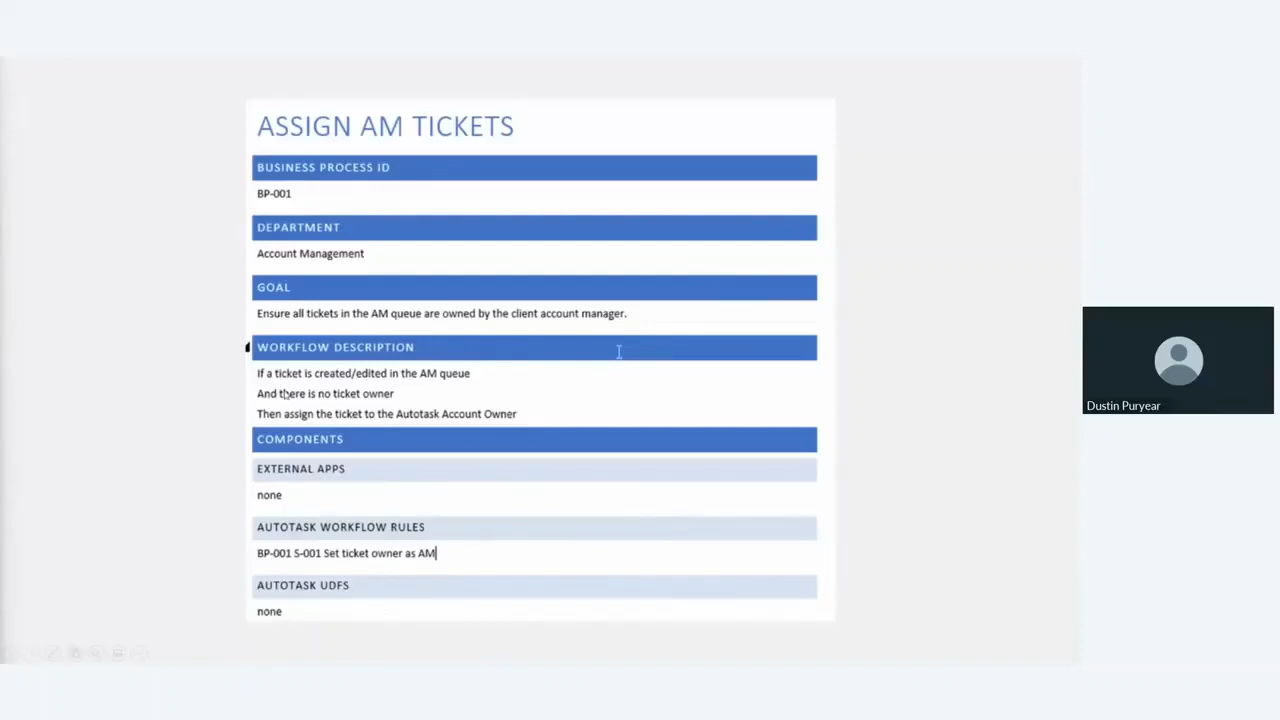 ASSIGN AM TICKETS
BUSINESS PROCESS ID
BP-001
DEPARTMENT
Account Management
GOAL
Ensure all tickets in the AM queue are owned by the client account manager.
WORKFLOW DESCRIPTION
If a ticket is created/edited in the AM queue
And there is no ticket owner
Then assign the ticket to the Autotask Account Owner
COMPONENTS
EXTERNAL APPS
none
AUTOTASK WORKFLOW RULES
BP-001 S-001 Set ticket owner as AM
AUTOTASK UDFS
none
Dustin Puryear